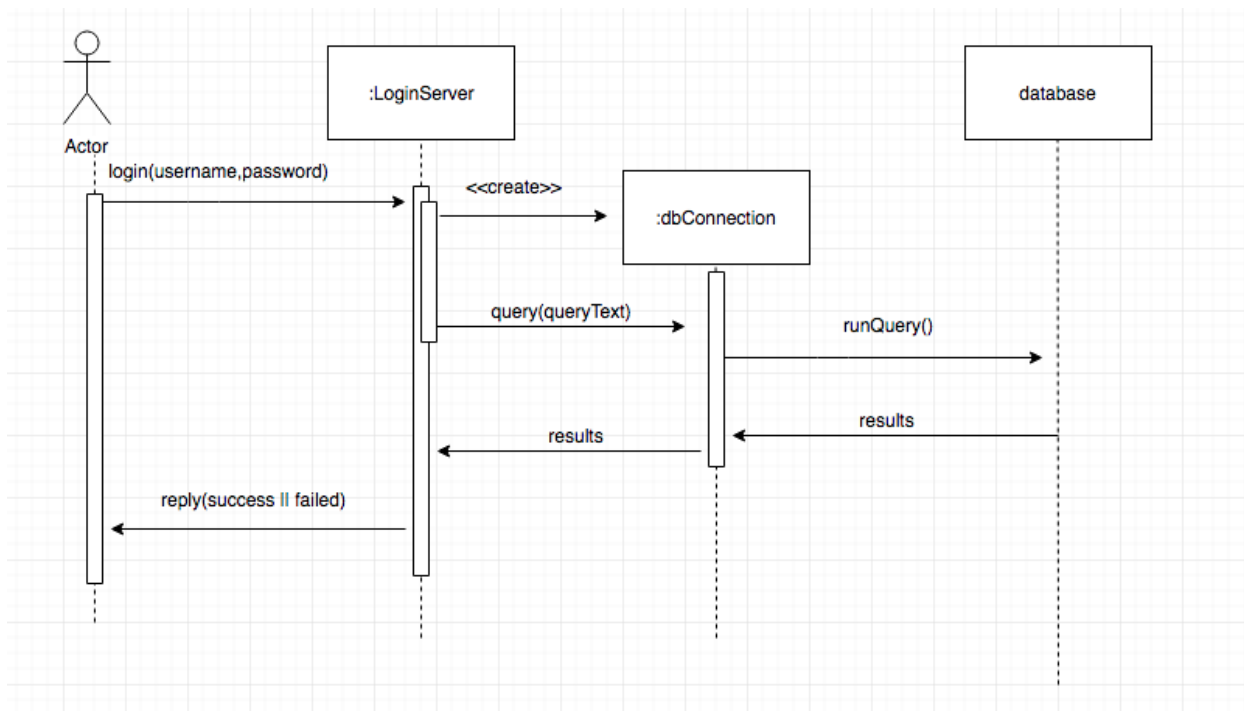 :LoginServer
database
Actor
login(username,password)
<<create>>
:dbConnection
query(queryText)
runQuery()
results
results
reply(success || failed)